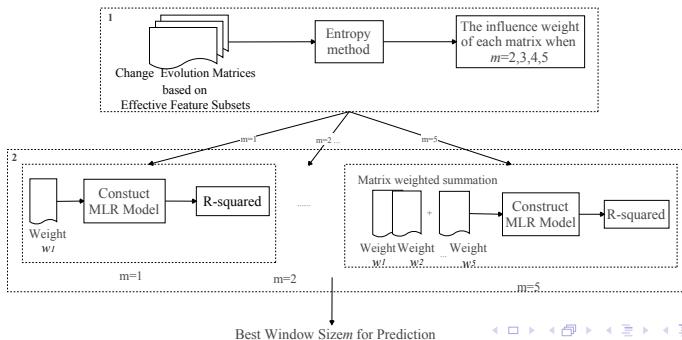 1
Change Evolution Matrices
based on
Effective Feature Subsets
Entropy
method
The influence weight
of each matrix when
m=2,3,4,5
m=1
m=2 ...
m=5
2
Weight
w1
Constuct
MLR Model
R-squared
m=1
......
m=2
Matrix weighted summation
+
Weight Weight ... Weight
w1 w2 w5
Construct
MLR Model
R-squared
m=5
Best Window Sizem for Prediction